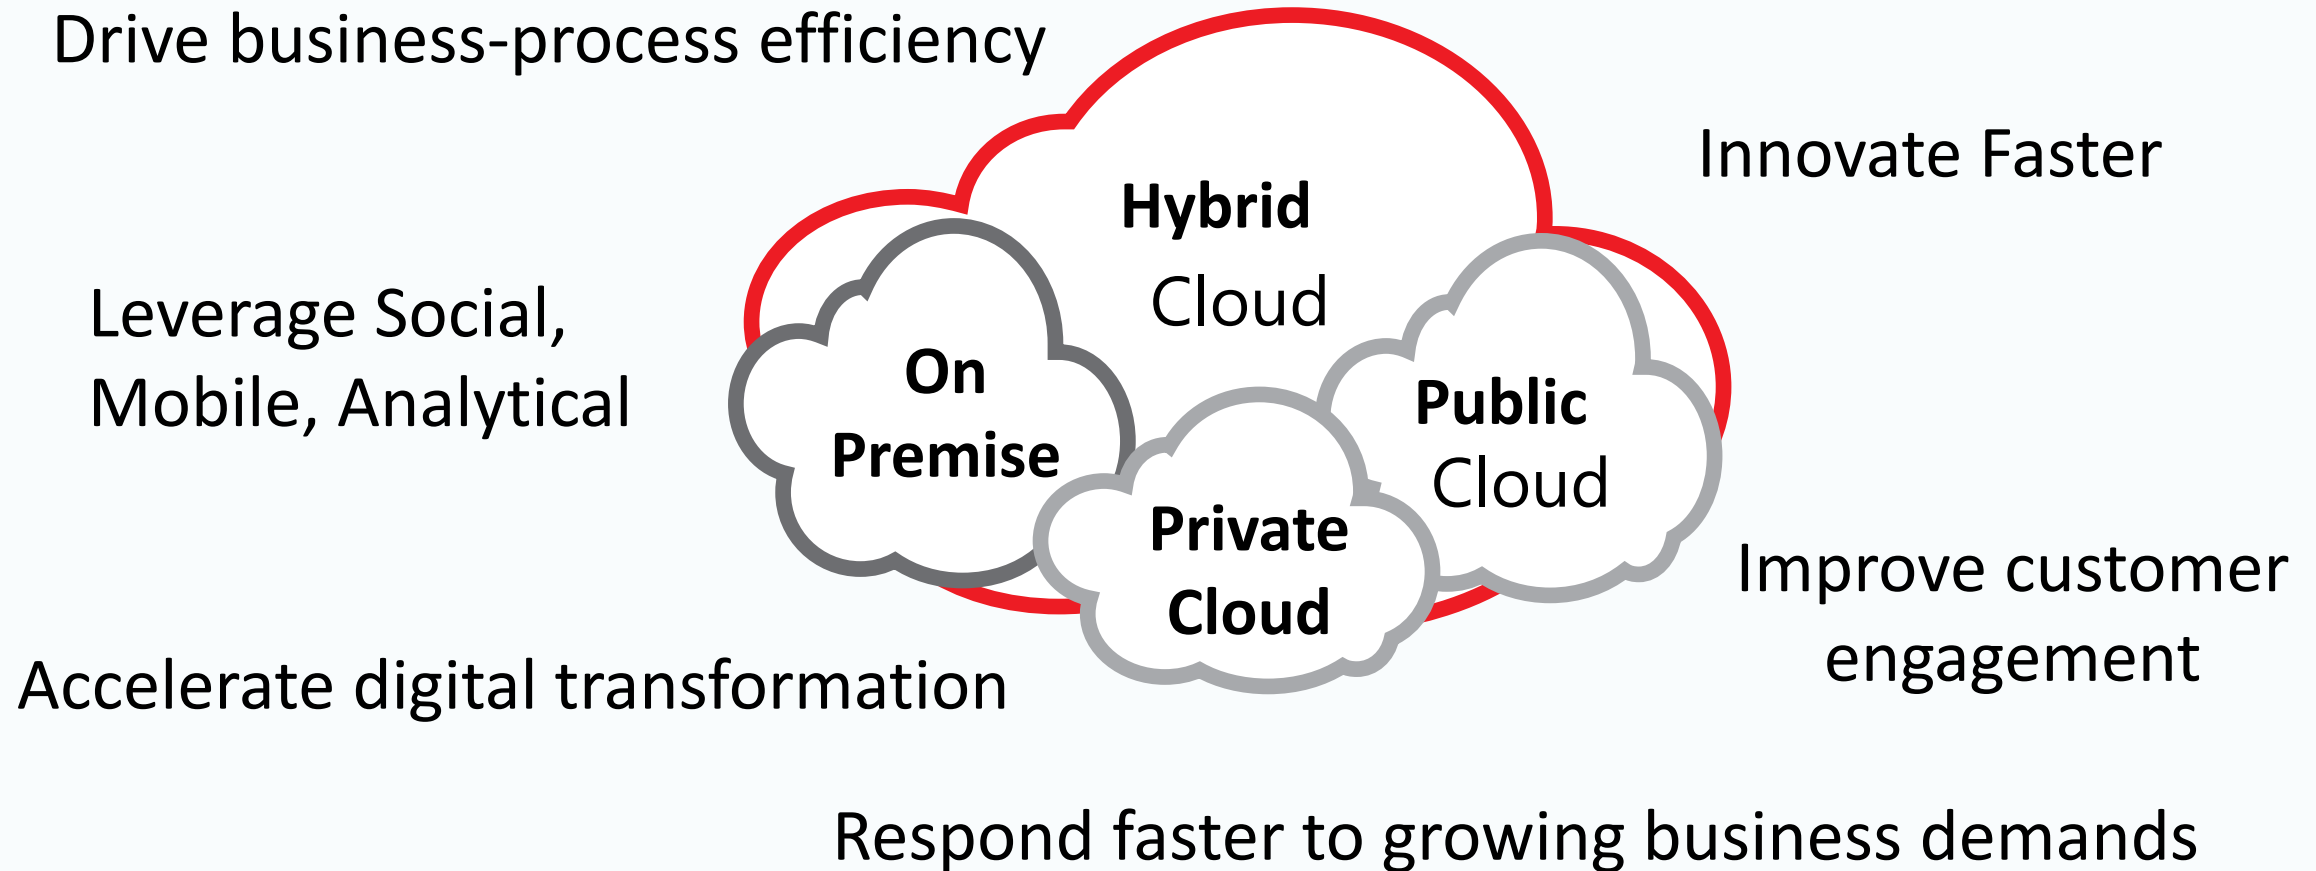 Drive business-process efficiency
Innovate Faster
Hybrid
Cloud
Leverage Social,
Mobile, Analytical
On
Premise
Public
Cloud
Private
Cloud
Improve customer
engagement
Accelerate digital transformation
Respond faster to growing business demands